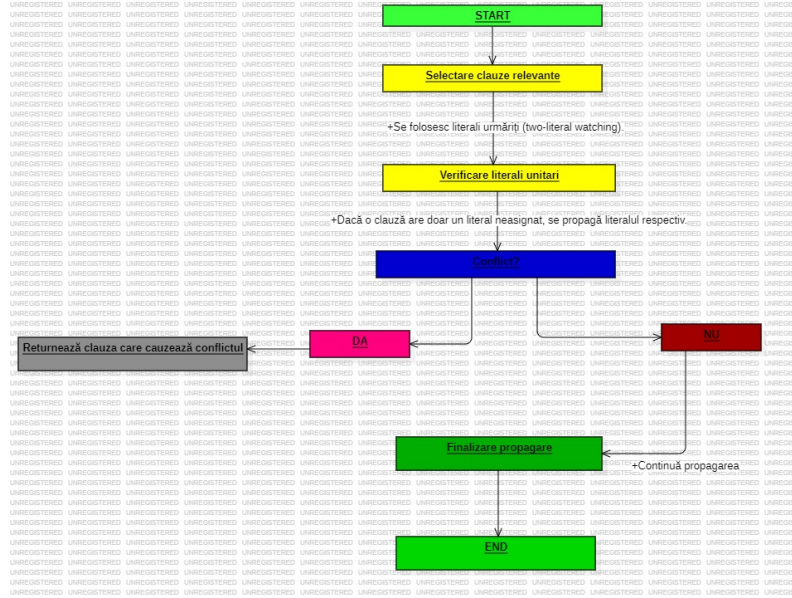 START
Selectare clauze relevante
+Se folosesc literali urmăriți (two-literal watching).
Verificare literali unitari
+Dacă o clauză are doar un literal neasignat, se propagă literalul respectiv.
Conflict?
DA
NU
Returnează clauza care cauzează conflictul
Finalizare propagare
+Continuă propagarea
END
UNREGISTERED